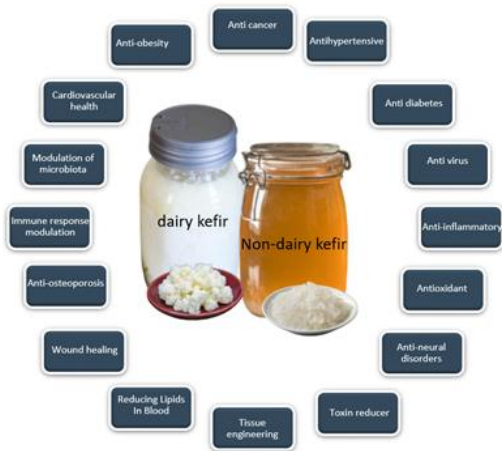 Anti cancer
Antihypertensive
Anti diabetes
Anti virus
Anti-inflammatory
Antioxidant
Anti-neural
disorders
Toxin reducer
Tissue
engineering
Reducing Lipids
In Blood
Wound healing
Anti-osteoporosis
Immune response
modulation
Modulation of
microbiota
Cardiovascular
health
Anti-obesity
dairy kefir
Non-dairy kefir